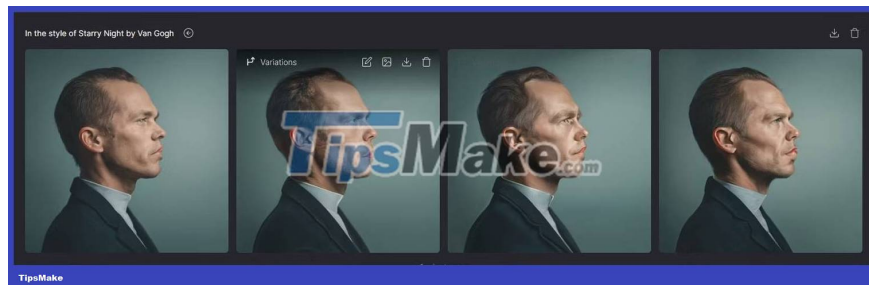 In the style of Starry Night by Van Gogh
Variations
TipsMake.com
TipsMake